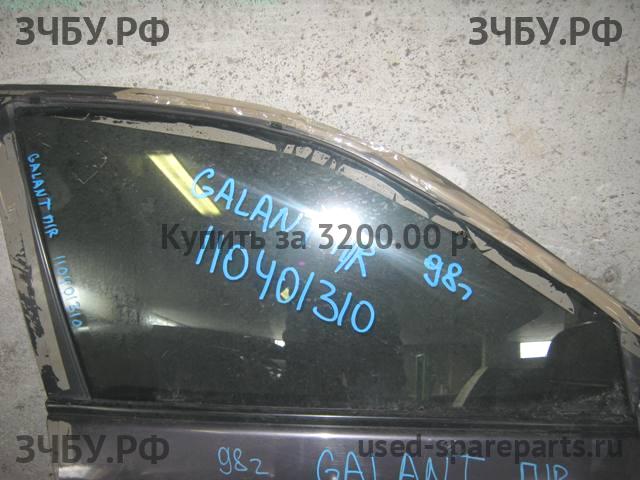 ЗЧБУ.РФ ЗЧБУ.РФ
GALANT П/R 98г
110401310
GALANT П/R 110401310
Купить за 3200.00 р.
ЗЧБУ.РФ used-spareparts.ru
98г GALANT П/R